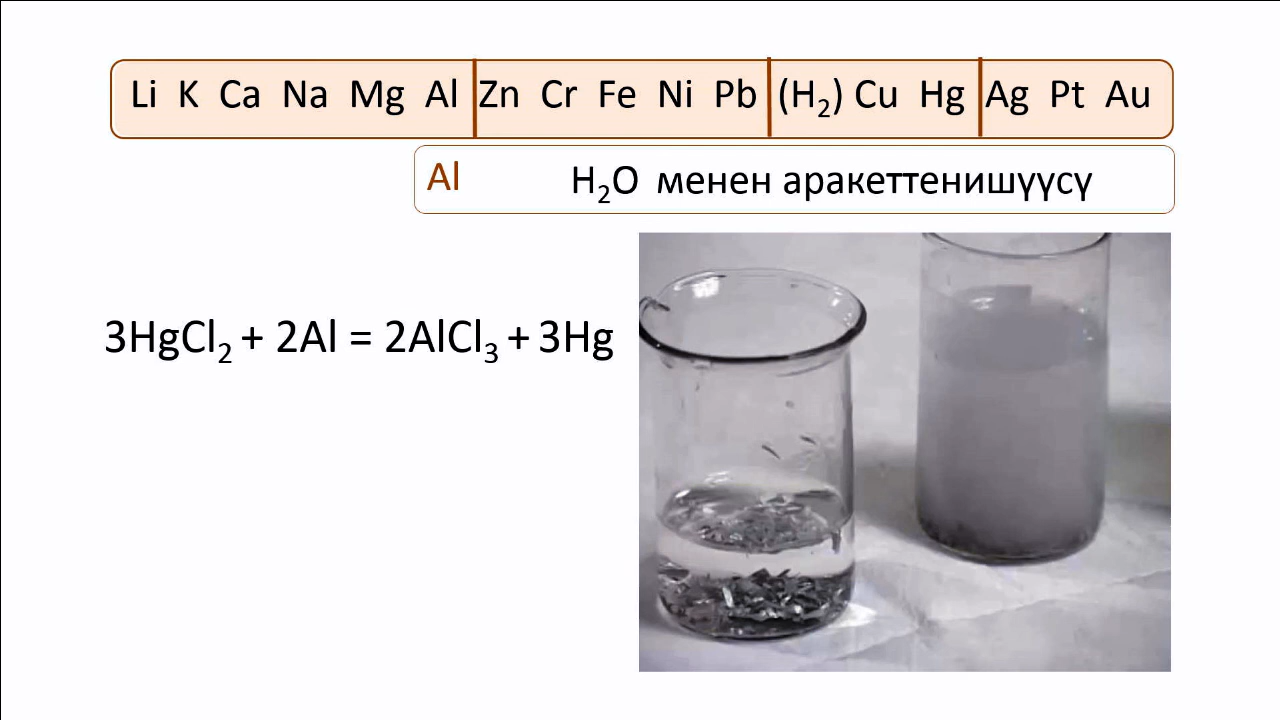 Li K Ca Na Mg Al Zn Cr Fe Ni Pb (H₂) Cu Hg Ag Pt Au
Al H₂O менен аракеттенишүүсү
3HgCl₂ + 2Al = 2AlCl₃ + 3Hg